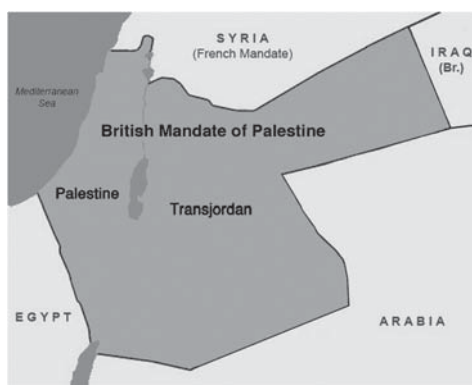 SYRIA
(French Mandate)
IRAQ
(Br.)
Mediterranean
Sea
British Mandate of Palestine
Palestine
Transjordan
EGYPT
ARABIA